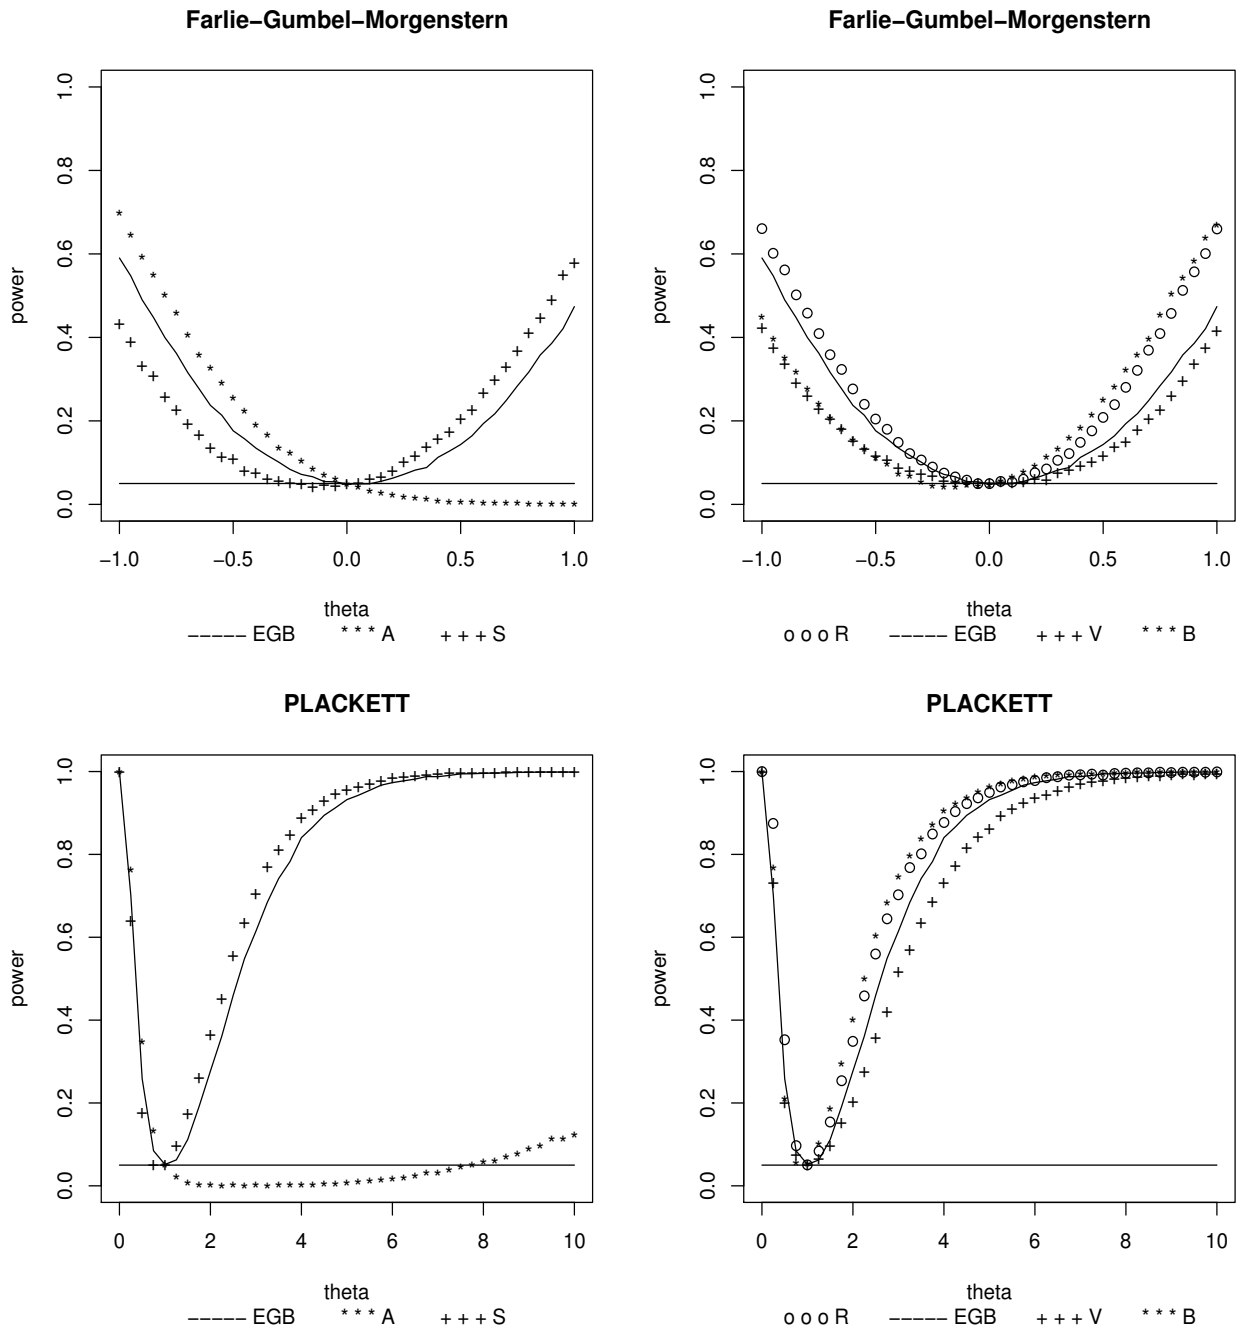 Farlie−Gumbel−Morgenstern
1.0
0.8
0.6
0.4
0.2
0.0
power
−1.0 −0.5 0.0 0.5 1.0
theta
−−−−− EGB * * * A + + + S
Farlie−Gumbel−Morgenstern
1.0
0.8
0.6
0.4
0.2
0.0
power
−1.0 −0.5 0.0 0.5 1.0
theta
o o o R −−−−− EGB + + + V * * * B
PLACKETT
1.0
0.8
0.6
0.4
0.2
0.0
power
0 2 4 6 8 10
theta
−−−−− EGB * * * A + + + S
PLACKETT
1.0
0.8
0.6
0.4
0.2
0.0
power
0 2 4 6 8 10
theta
o o o R −−−−− EGB + + + V * * * B